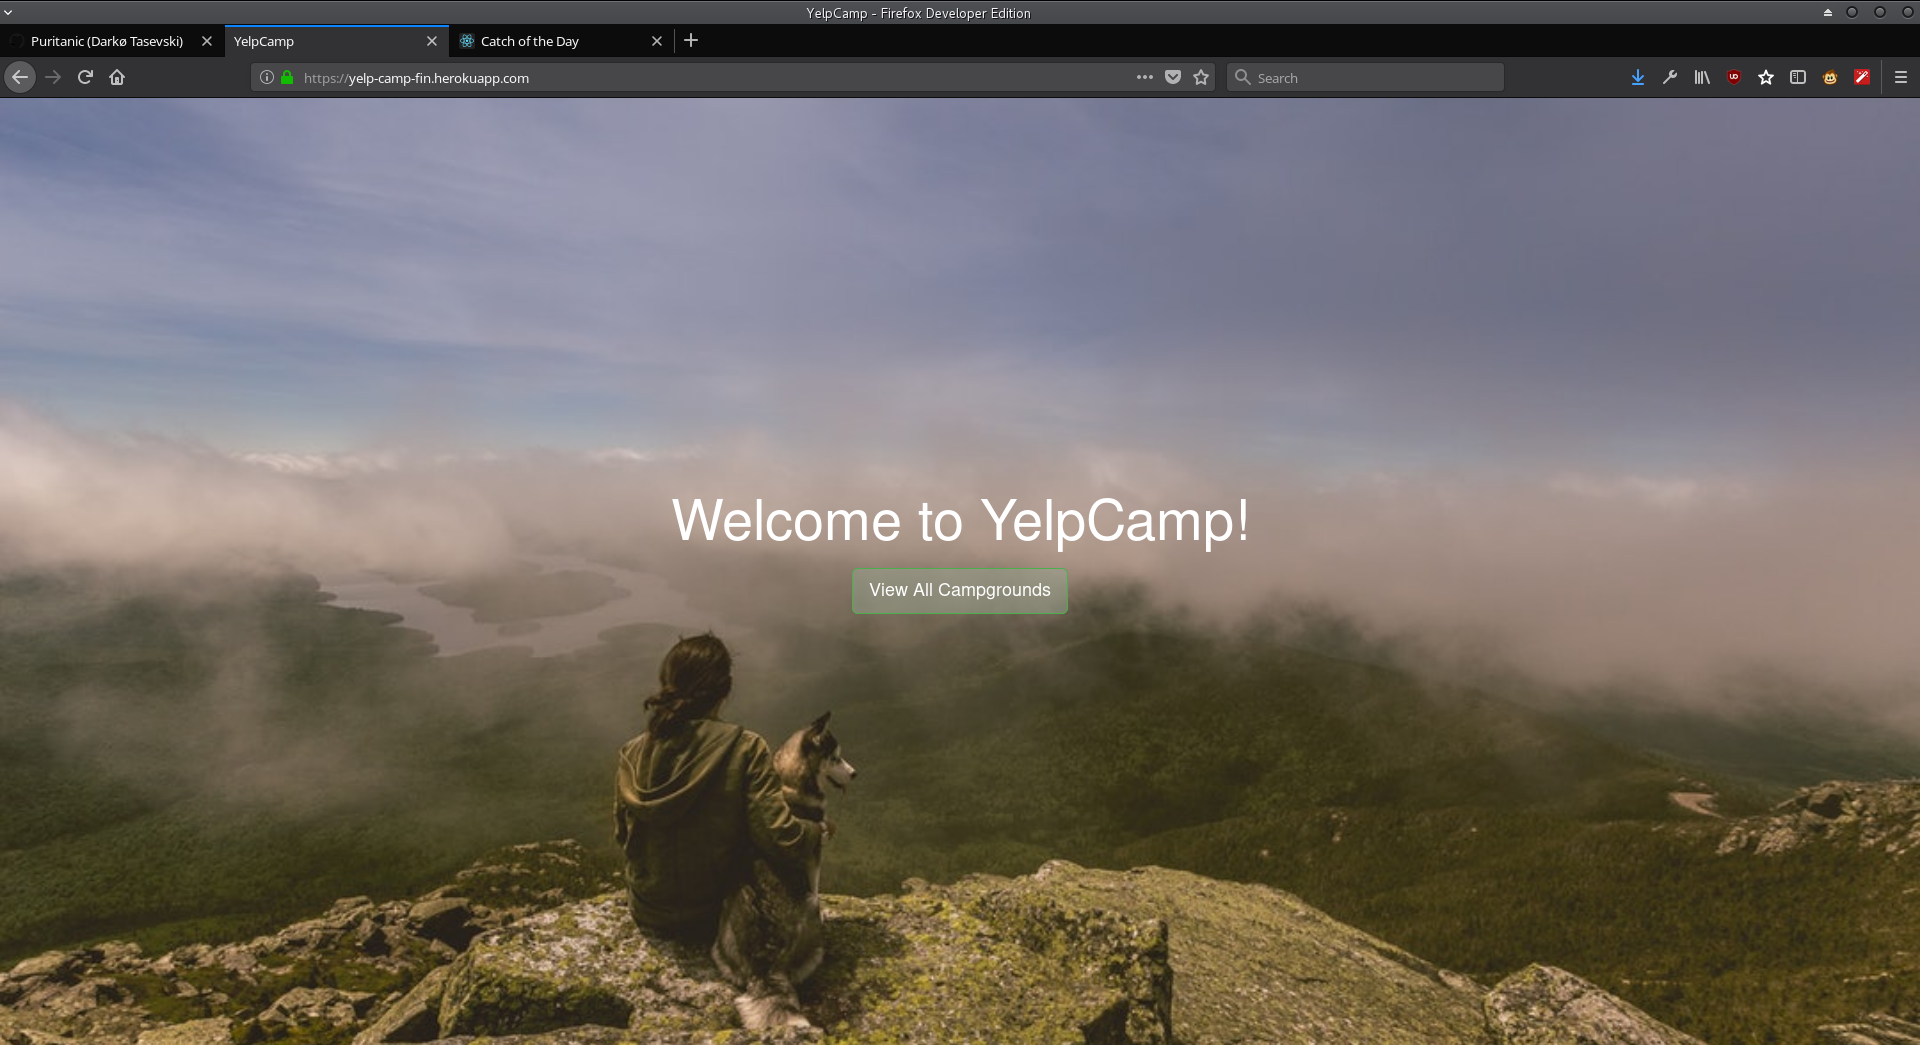 YelpCamp - Firefox Developer Edition
Puritanic (Darkø Tasevski)
YelpCamp
Catch of the Day
https://yelp-camp-fin.herokuapp.com
Search
Welcome to YelpCamp!
View All Campgrounds